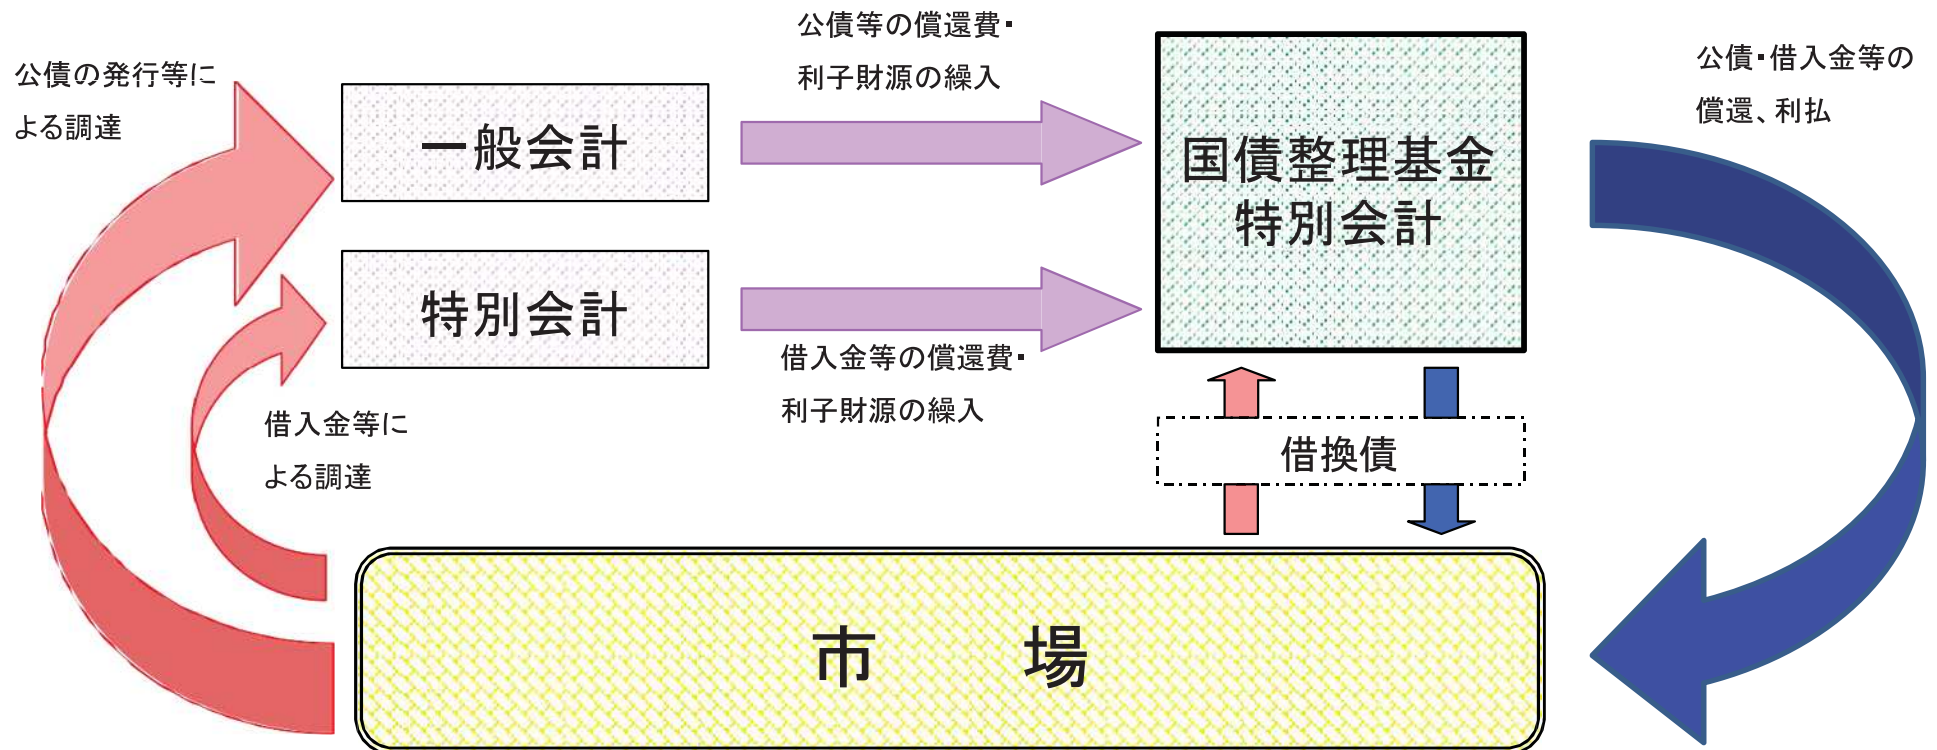 公債の発行等に
よる調達
一般会計
公債等の償還費・
利子財源の繰入
国債整理基金
特別会計
公債・借入金等の
償還、利払
特別会計
借入金等の償還費・
利子財源の繰入
借入金等に
よる調達
借換債
市　場